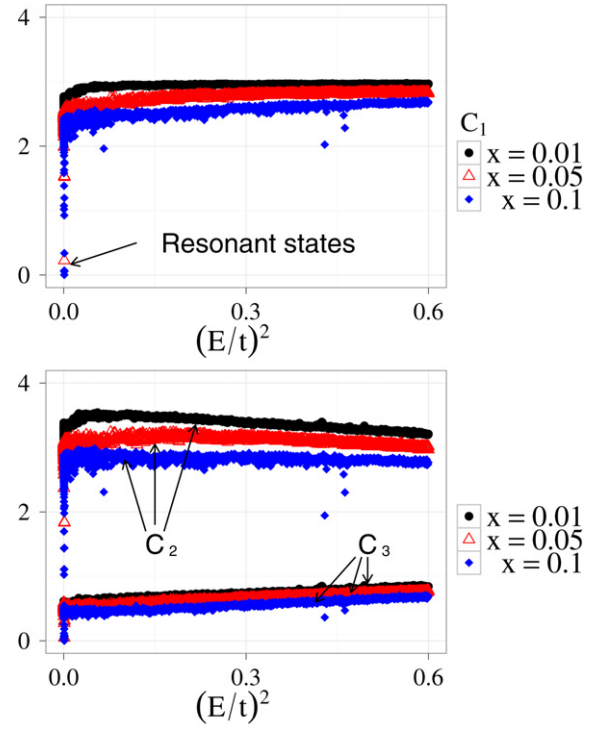 4
2
0
C₁
x = 0.01
x = 0.05
x = 0.1
Resonant states
0.0 0.3 0.6
(E/t)²
4
2
0
C₂
C₃
x = 0.01
x = 0.05
x = 0.1
0.0 0.3 0.6
(E/t)²